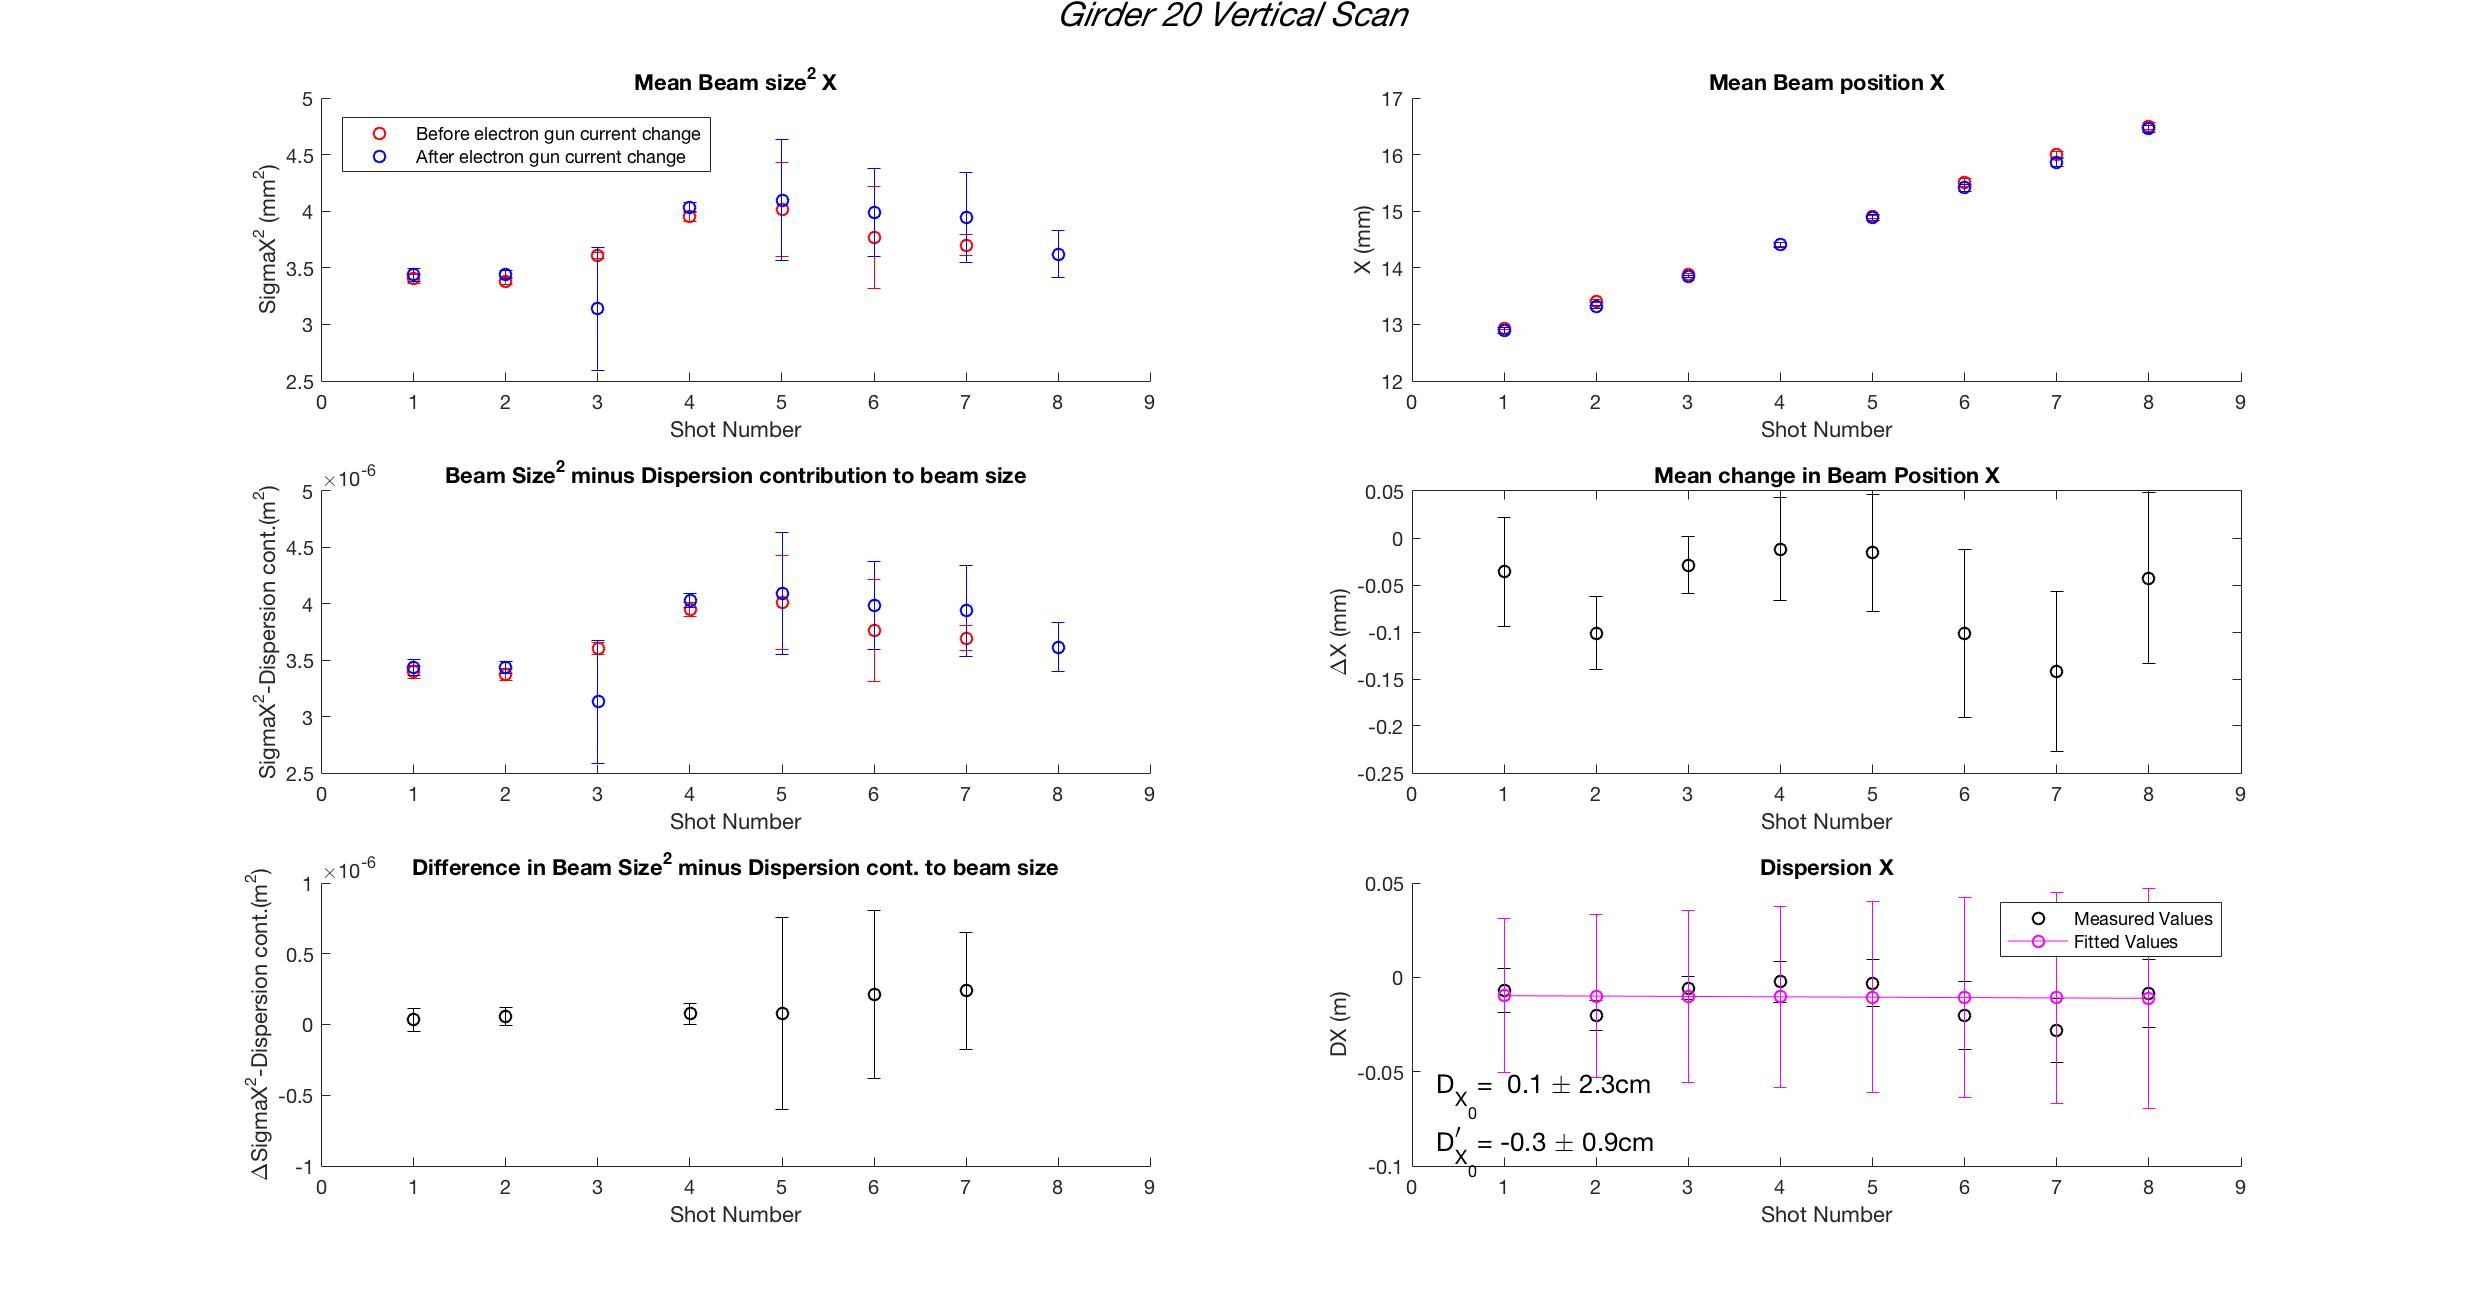 Girder 20 Vertical Scan
Mean Beam size² X
5
4.5
4
3.5
3
2.5
SigmaX² (mm²)
Before electron gun current change
After electron gun current change
0 1 2 3 4 5 6 7 8 9
Shot Number
Mean Beam position X
17
16
15
14
13
12
X (mm)
0 1 2 3 4 5 6 7 8 9
Shot Number
Beam Size² minus Dispersion contribution to beam size
×10⁻⁶
5
4.5
4
3.5
3
2.5
SigmaX²-Dispersion cont.(m²)
0 1 2 3 4 5 6 7 8 9
Shot Number
Mean change in Beam Position X
0.05
0
-0.05
-0.1
-0.15
-0.2
-0.25
ΔX (mm)
0 1 2 3 4 5 6 7 8 9
Shot Number
Difference in Beam Size² minus Dispersion cont. to beam size
×10⁻⁶
1
0.5
0
-0.5
-1
ΔSigmaX²-Dispersion cont.(m²)
0 1 2 3 4 5 6 7 8 9
Shot Number
Dispersion X
0.05
0
-0.05
-0.1
DX (m)
Measured Values
Fitted Values
D_X₀ = 0.1 ± 2.3cm
D′_X₀ = -0.3 ± 0.9cm
0 1 2 3 4 5 6 7 8 9
Shot Number